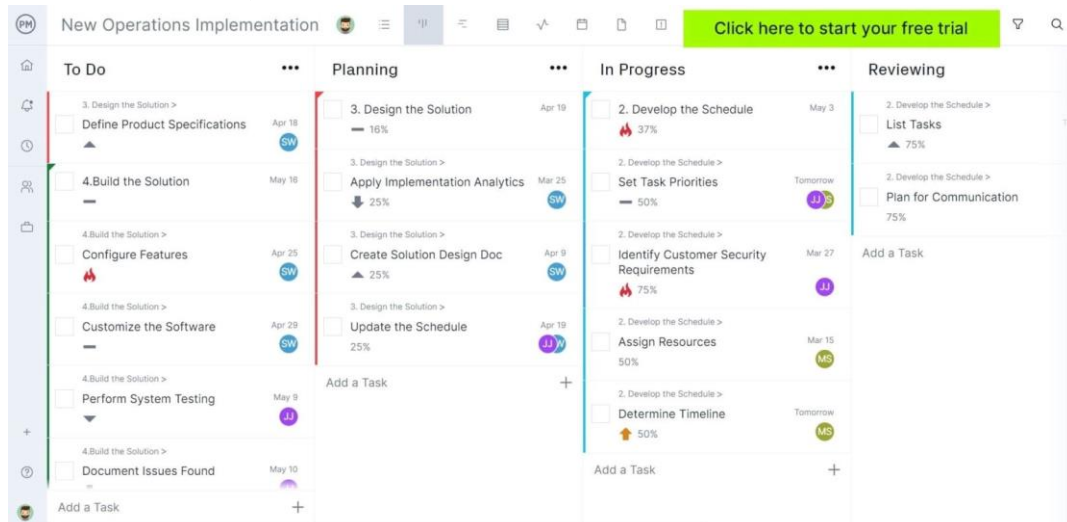 PM
New Operations Implementation
Click here to start your free trial
To Do
3. Design the Solution >
Define Product Specifications
Apr 18
SW
4.Build the Solution
May 16
4.Build the Solution >
Configure Features
Apr 25
SW
4.Build the Solution >
Customize the Software
Apr 29
SW
4.Build the Solution >
Perform System Testing
May 9
JJ
4.Build the Solution >
Document Issues Found
May 10
Add a Task
Planning
3. Design the Solution
Apr 19
16%
3. Design the Solution >
Apply Implementation Analytics
Mar 25
25%
SW
3. Design the Solution >
Create Solution Design Doc
Apr 9
25%
SW
3. Design the Solution >
Update the Schedule
Apr 19
25%
JJ
W
Add a Task
In Progress
2. Develop the Schedule
May 3
37%
2. Develop the Schedule >
Set Task Priorities
Tomorrow
50%
JJ
S
2. Develop the Schedule >
Identify Customer Security
Requirements
Mar 27
75%
JJ
2. Develop the Schedule >
Assign Resources
Mar 15
50%
MS
2. Develop the Schedule >
Determine Timeline
Tomorrow
50%
MS
Add a Task
Reviewing
2. Develop the Schedule >
List Tasks
75%
2. Develop the Schedule >
Plan for Communication
75%
Add a Task